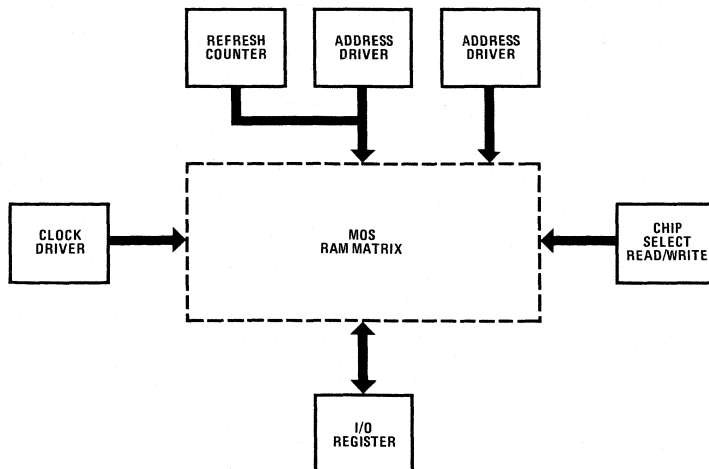 REFRESH
COUNTER
ADDRESS
DRIVER
ADDRESS
DRIVER
CLOCK
DRIVER
MOS
RAM MATRIX
CHIP
SELECT
READ/WRITE
I/O
REGISTER